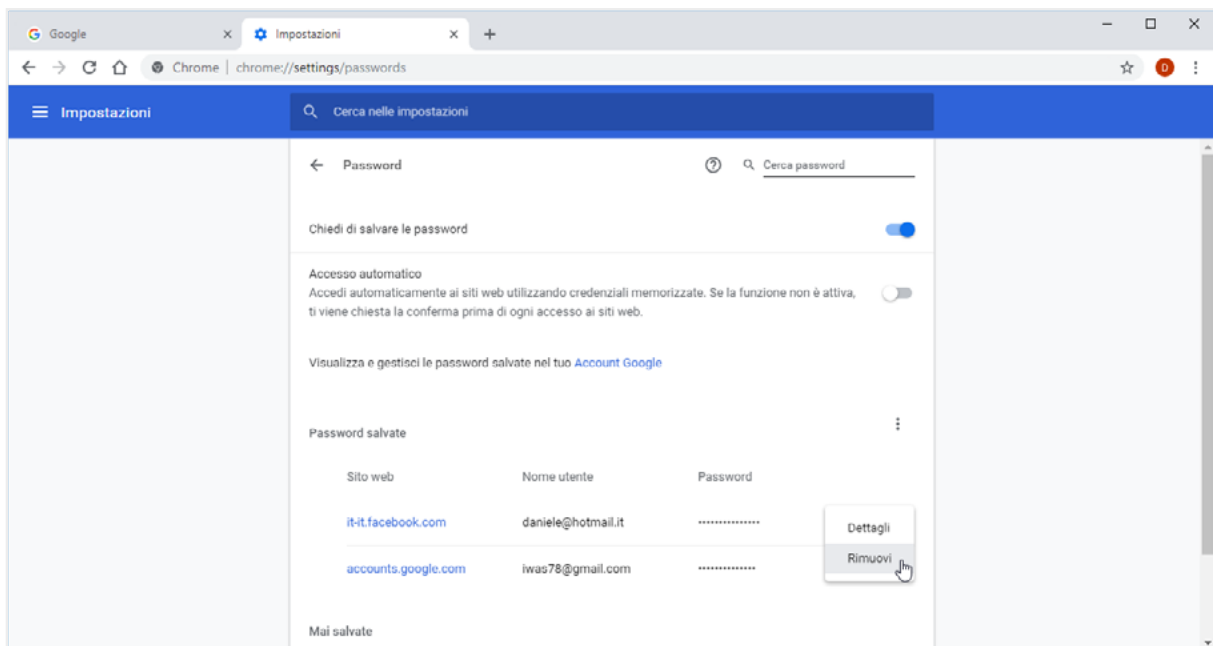 Google
Impostazioni
Chrome | chrome://settings/passwords
D
Impostazioni
Cerca nelle impostazioni
Password
Cerca password
Chiedi di salvare le password
Accesso automatico
Accedi automaticamente ai siti web utilizzando credenziali memorizzate. Se la funzione non è attiva,
ti viene chiesta la conferma prima di ogni accesso ai siti web.
Visualizza e gestisci le password salvate nel tuo Account Google
Password salvate
Sito web Nome utente Password
it-it.facebook.com daniele@hotmail.it ···············
Dettagli
accounts.google.com iwas78@gmail.com ··············
Rimuovi
Mai salvate